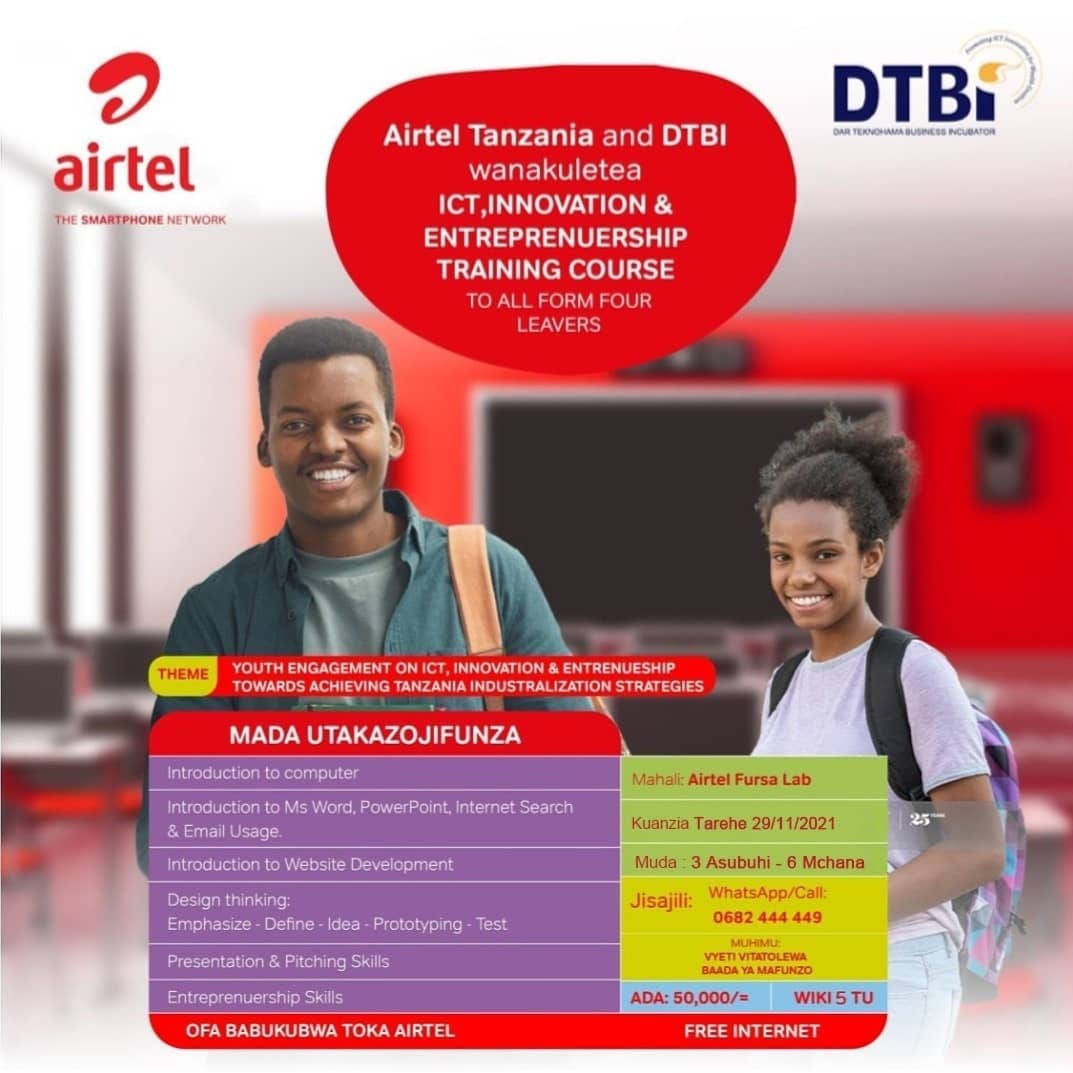 airtel
THE SMARTPHONE NETWORK
DTBi
DAR TEKNOHAMA BUSINESS INCUBATOR
Airtel Tanzania and DTBI
wanakuletea
ICT,INNOVATION &
ENTREPRENUERSHIP
TRAINING COURSE
TO ALL FORM FOUR
LEAVERS
THEME
YOUTH ENGAGEMENT ON ICT, INNOVATION & ENTRENUESHIP
TOWARDS ACHIEVING TANZANIA INDUSTRALIZATION STRATEGIES
MADA UTAKAZOJIFUNZA
Introduction to computer
Introduction to Ms Word, PowerPoint, Internet Search
& Email Usage.
Introduction to Website Development
Design thinking:
Emphasize - Define - Idea - Prototyping - Test
Presentation & Pitching Skills
Entreprenuership Skills
Mahali: Airtel Fursa Lab
Kuanzia Tarehe 29/11/2021
Muda : 3 Asubuhi - 6 Mchana
Jisajili:
WhatsApp/Call:
0682 444 449
MUHIMU:
VYETI VITATOLEWA
BAADA YA MAFUNZO
ADA: 50,000/=
WIKI 5 TU
OFA BABUKUBWA TOKA AIRTEL
FREE INTERNET
25